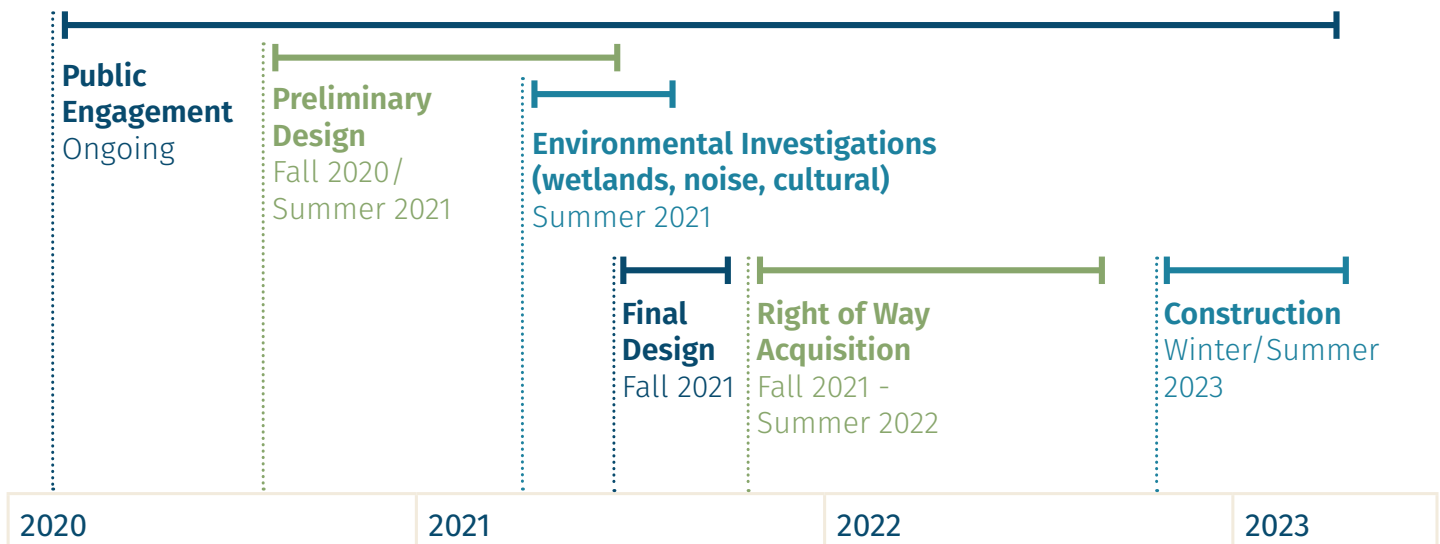 Public
Engagement
Ongoing
Preliminary
Design
Fall 2020/
Summer 2021
Environmental Investigations
(wetlands, noise, cultural)
Summer 2021
Final
Design
Fall 2021
Right of Way
Acquisition
Fall 2021 -
Summer 2022
Construction
Winter/Summer
2023
2020
2021
2022
2023